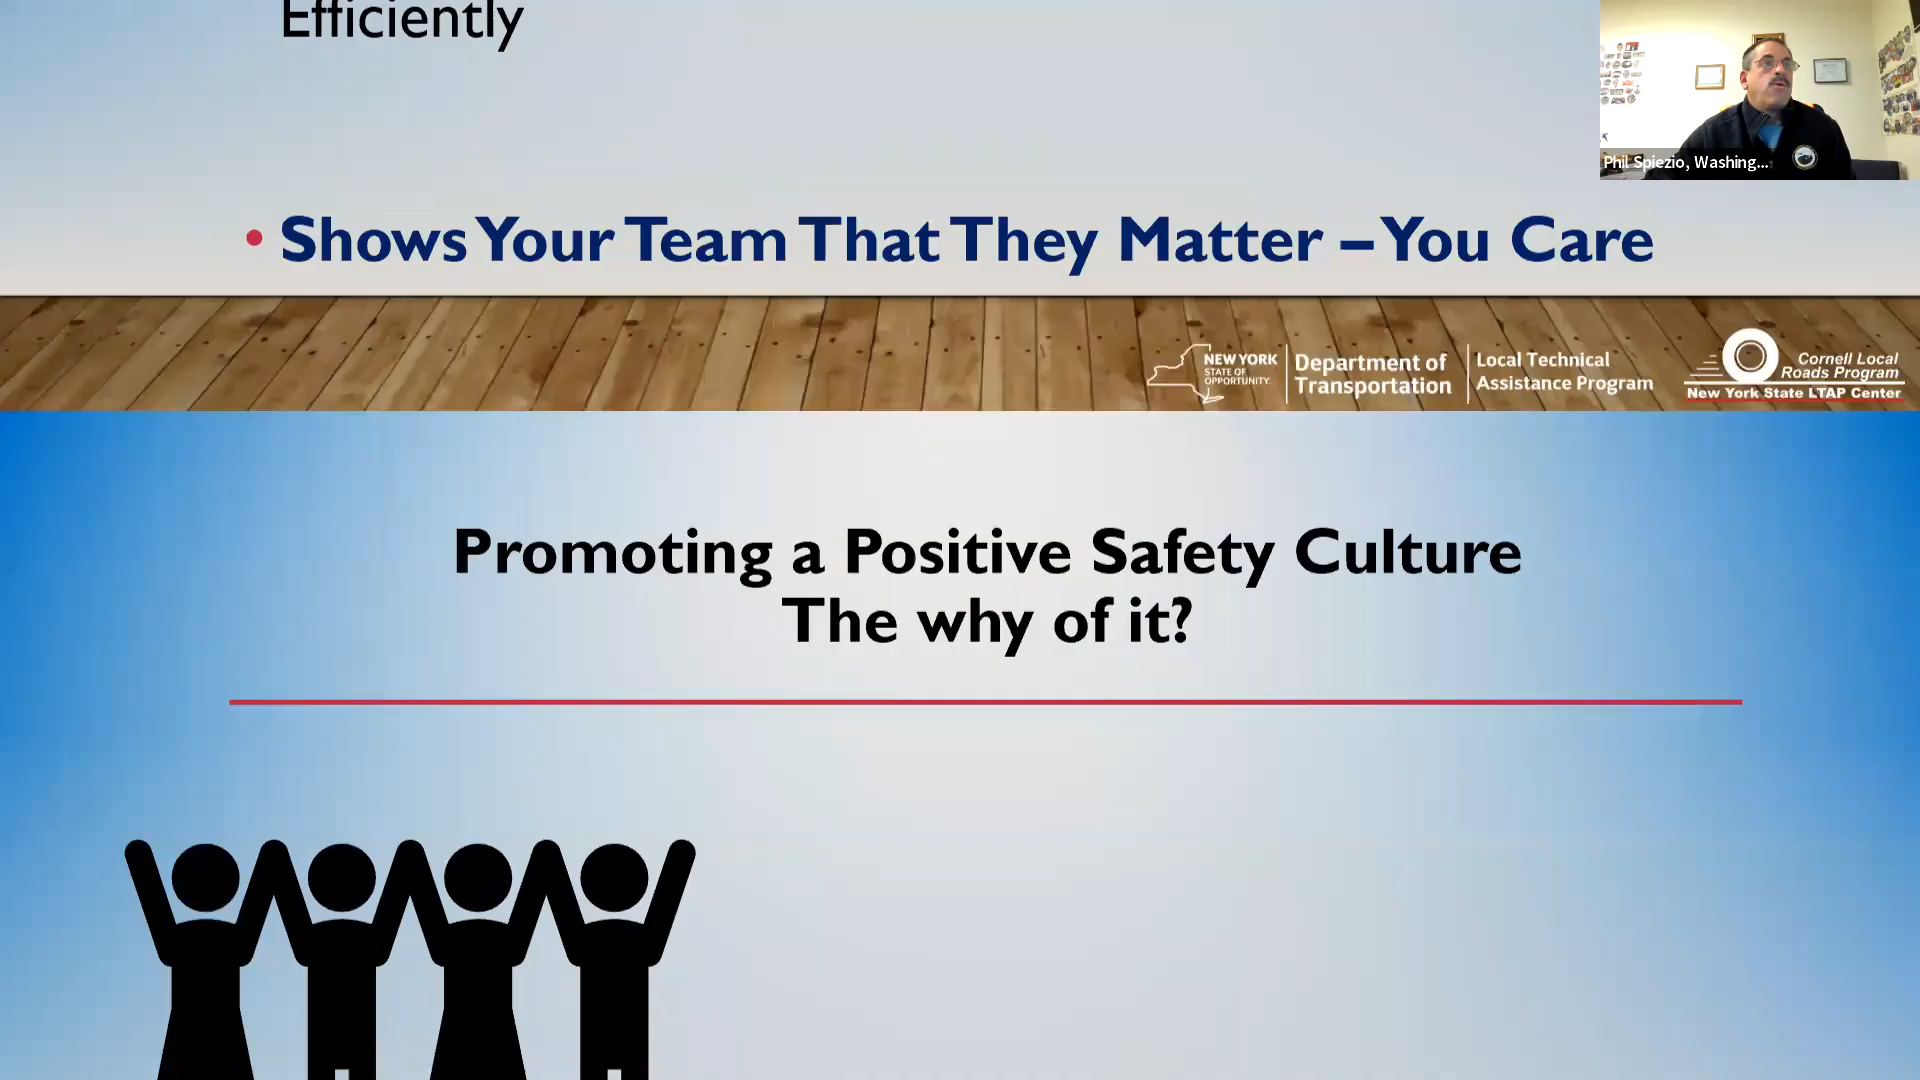 Efficiently
Phil Spiezio, Washing...
• Shows Your Team That They Matter – You Care
NEW YORK
STATE OF
OPPORTUNITY.
Department of
Transportation
Local Technical
Assistance Program
Cornell Local
Roads Program
New York State LTAP Center
Promoting a Positive Safety Culture
The why of it?